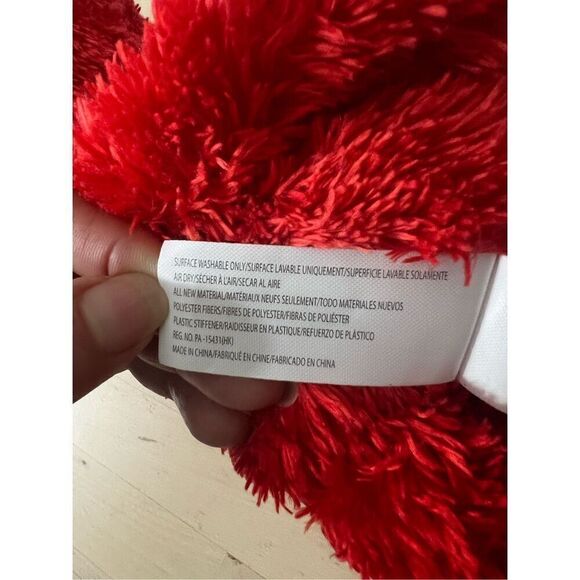 SURFACE WASHABLE ONLY/SURFACE LAVABLE UNIQUEMENT/SUPERFICIE LAVABLE SOLAMENTE
AIR DRY/SÉCHER À L'AIR/SECAR AL AIRE
ALL NEW MATERIAL/MATÉRIAUX NEUFS SEULEMENT/TODO MATERIALES NUEVOS
POLYESTER FIBERS/FIBRES DE POLYESTER/FIBRAS DE POLIÉSTER
PLASTIC STIFFENER/RAIDISSEUR EN PLASTIQUE/REFUERZO DE PLÁSTICO
REG. NO. PA -15431(HK)
MADE IN CHINA/FABRIQUÉ EN CHINE/FABRICADO EN CHINA